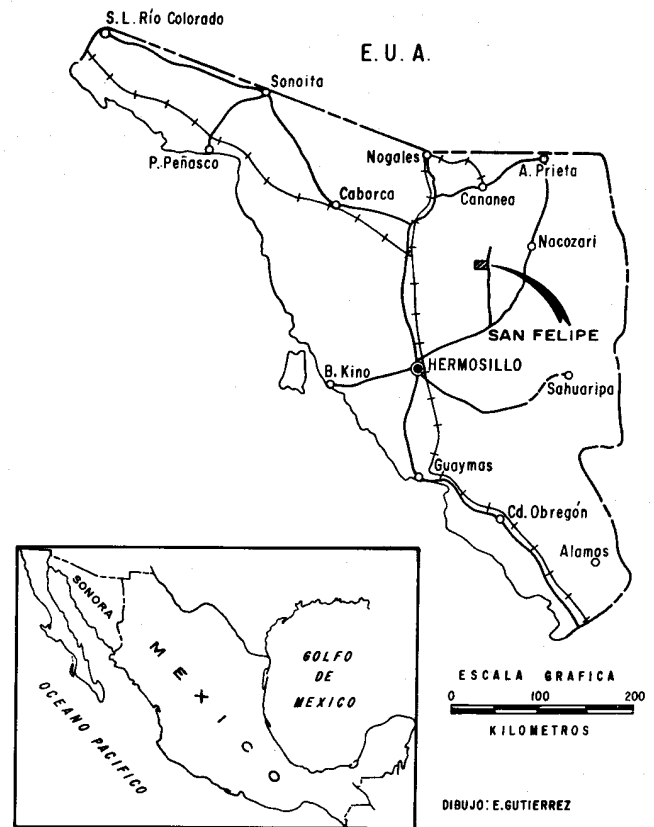 S.L. Río Colorado
E. U. A.
Sonoita
Nogales
A. Prieta
P. Peñasco
Cananea
Caborca
Nacozari
SAN FELIPE
HERMOSILLO
B. Kino
Sahuaripa
Guaymas
Cd. Obregón
Alamos
SONORA
MEXICO
GOLFO
DE
MEXICO
OCEANO PACIFICO
ESCALA GRAFICA
0 100 200
KILOMETROS
DIBUJO: E.GUTIERREZ